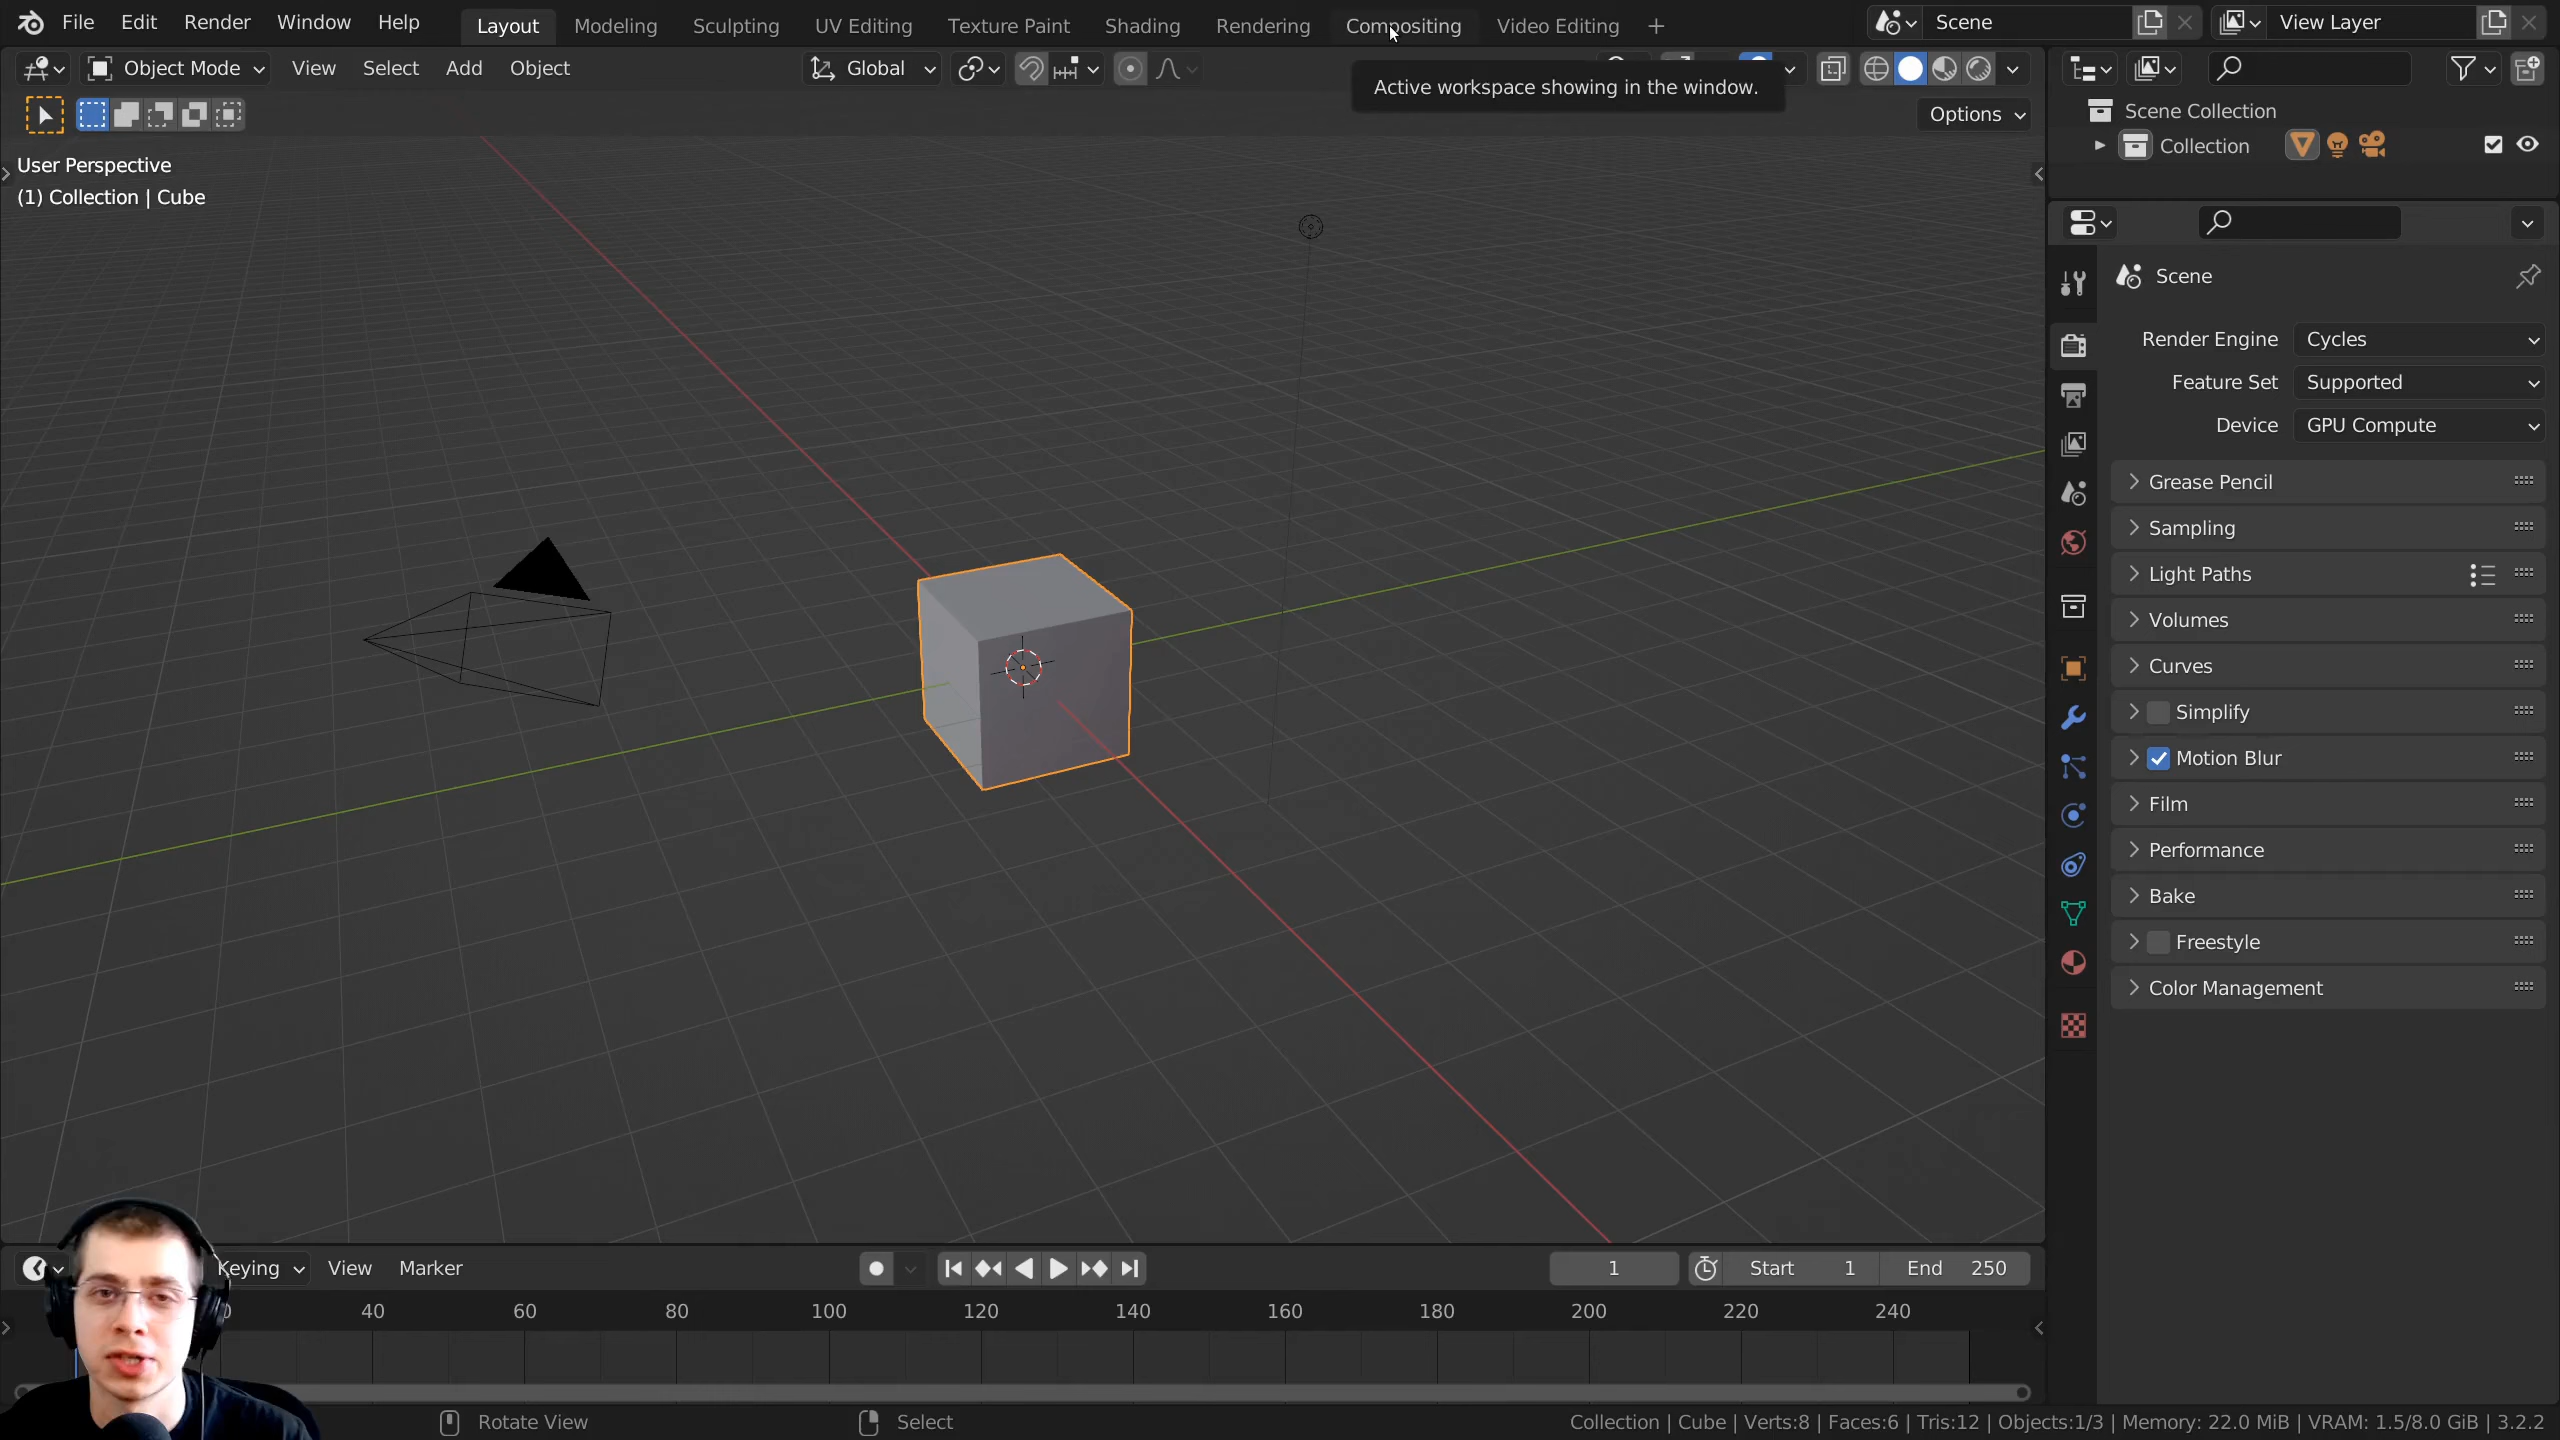 File Edit Render Window Help Layout Modeling Sculpting UV Editing Texture Paint Shading Rendering Compositing Video Editing + Scene View Layer
Object Mode View Select Add Object Global
Active workspace showing in the window.
Options
User Perspective
(1) Collection | Cube
Scene Collection
Collection
Scene
Render Engine Cycles
Feature Set Supported
Device GPU Compute
Grease Pencil
Sampling
Light Paths
Volumes
Curves
Simplify
Motion Blur
Film
Performance
Bake
Freestyle
Color Management
Keying View Marker 1 Start 1 End 250
40 60 80 100 120 140 160 180 200 220 240
Rotate View Select Collection | Cube | Verts:8 | Faces:6 | Tris:12 | Objects:1/3 | Memory: 22.0 MiB | VRAM: 1.5/8.0 GiB | 3.2.2